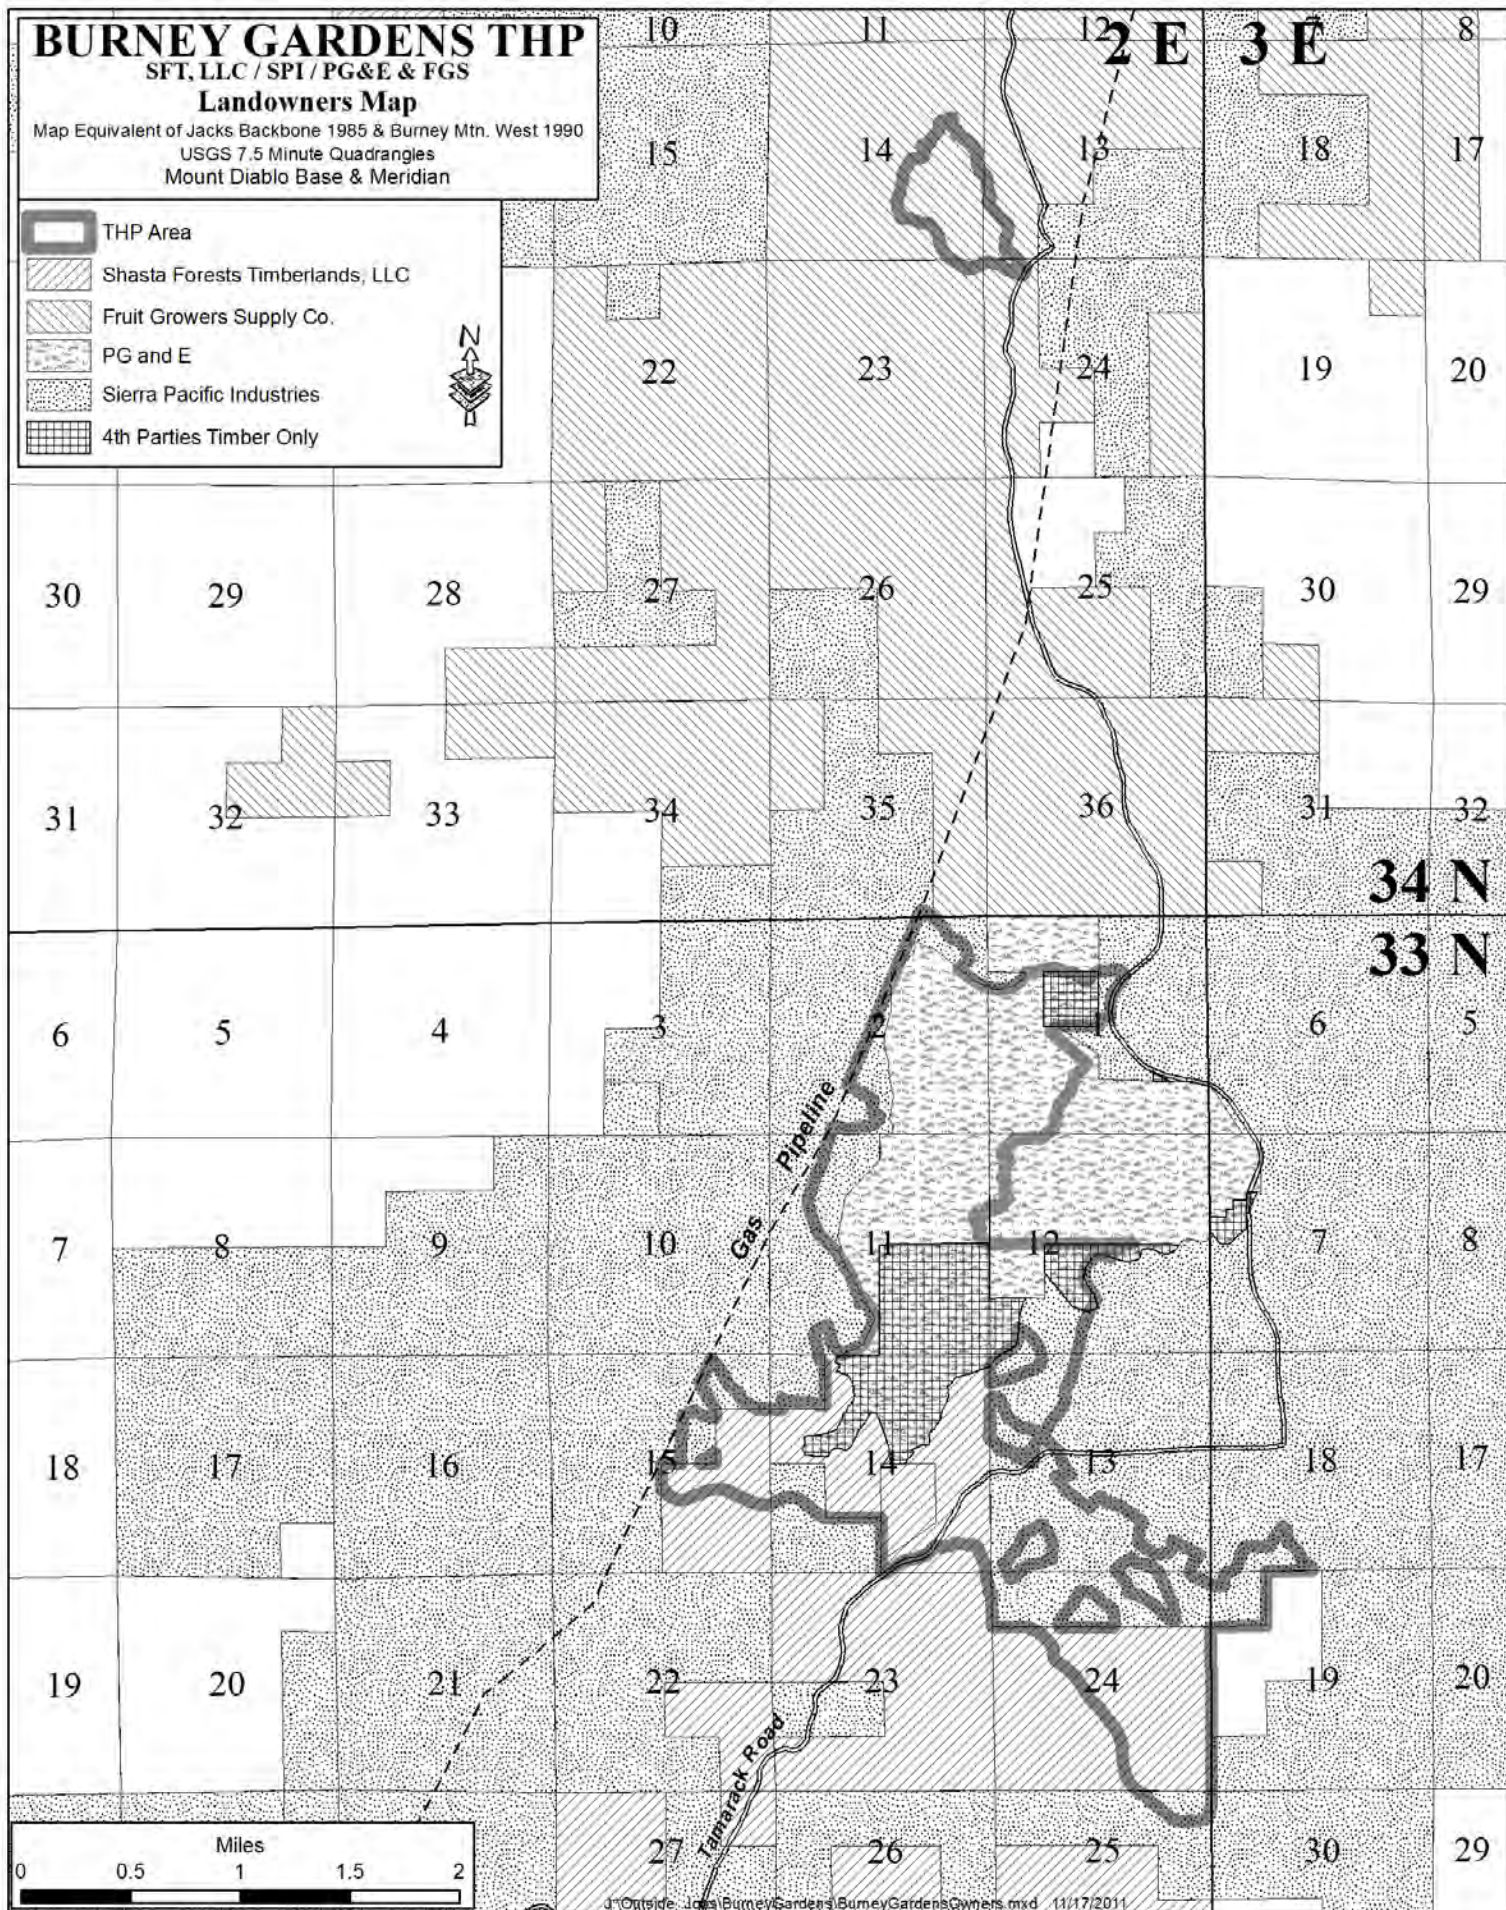 BURNEY GARDENS THP
SFT, LLC / SPI / PG&E & FGS
Landowners Map
Map Equivalent of Jacks Backbone 1985 & Burney Mtn. West 1990
USGS 7.5 Minute Quadrangles
Mount Diablo Base & Meridian
THP Area
Shasta Forests Timberlands, LLC
Fruit Growers Supply Co.
PG and E
Sierra Pacific Industries
4th Parties Timber Only
N
10 11 12 2 E 3 E 7 8
15 14 13 18 17
22 23 24 19 20
30 29 28 27 26 25 30 29
31 32 33 34 35 36 31 32
34 N
33 N
6 5 4 3 2 1 6 5
Gas Pipeline
7 8 9 10 11 12 7 8
18 17 16 15 14 13 18 17
19 20 21 22 23 24 19 20
Tamarack Road
27 26 25 30 29
Miles
0 0.5 1 1.5 2
J:\Outside_Jobs\BurneyGardens\BurneyGardensOwners.mxd 11/17/2011